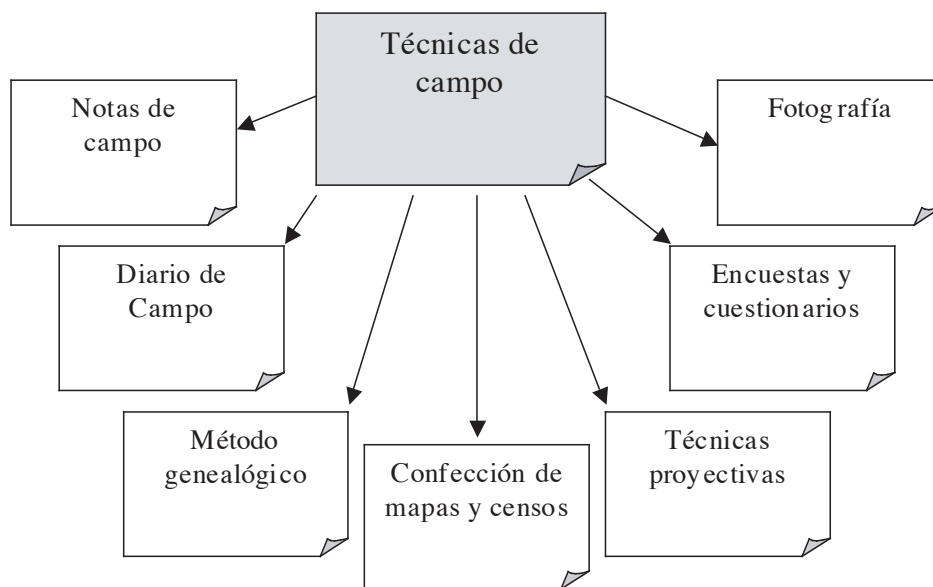 Técnicas de
campo
Notas de
campo
Fotografía
Diario de
Campo
Encuestas y
cuestionarios
Método
genealógico
Confección de
mapas y censos
Técnicas
proyectivas